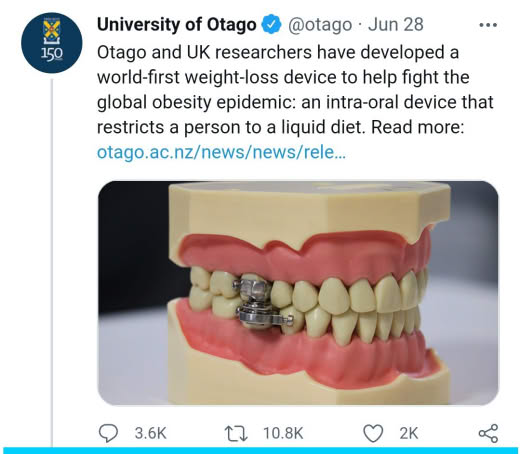 University of Otago @otago · Jun 28
150
Otago and UK researchers have developed a
world-first weight-loss device to help fight the
global obesity epidemic: an intra-oral device that
restricts a person to a liquid diet. Read more:
otago.ac.nz/news/news/rele...
3.6K 10.8K 2K